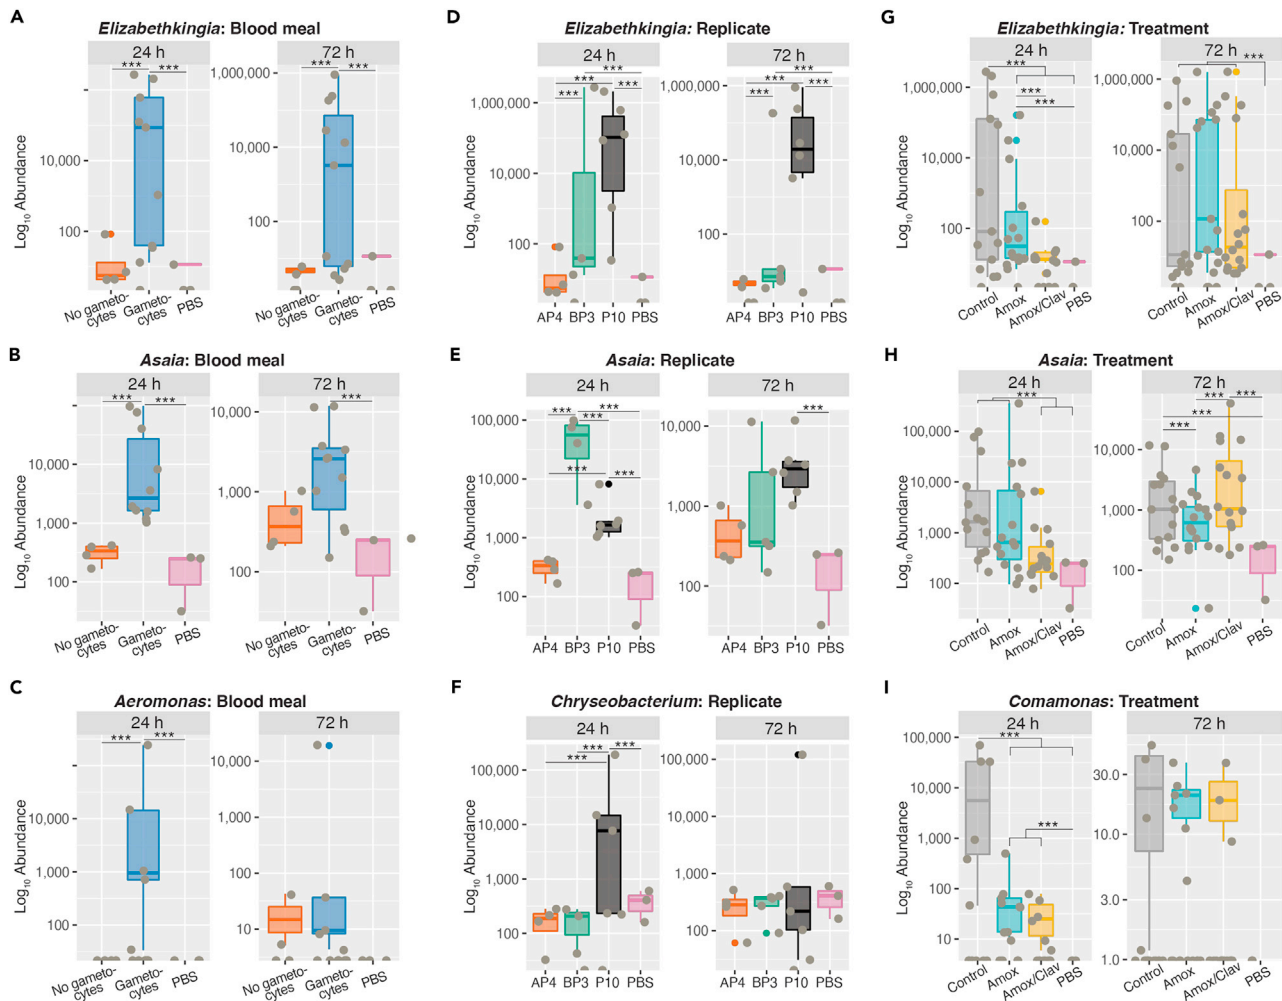 A
Elizabethkingia: Blood meal
24 h
72 h
*** ***
*** ***
Log10 Abundance
10,000
100
1,000,000
10,000
100
No gameto-
cytes
Gameto-
cytes
PBS
No gameto-
cytes
Gameto-
cytes
PBS
B
Asaia: Blood meal
24 h
72 h
*** ***
***
Log10 Abundance
10,000
1,000
100
10,000
1,000
100
No gameto-
cytes
Gameto-
cytes
PBS
No gameto-
cytes
Gameto-
cytes
PBS
C
Aeromonas: Blood meal
24 h
72 h
*** ***
Log10 Abundance
10,000
1,000
100
10,000
1,000
100
10
No gameto-
cytes
Gameto-
cytes
PBS
No gameto-
cytes
Gameto-
cytes
PBS
D
Elizabethkingia: Replicate
24 h
72 h
***
*** ***
***
***
*** ***
***
Log10 Abundance
1,000,000
10,000
100
1,000,000
10,000
100
AP4 BP3 P10 PBS
AP4 BP3 P10 PBS
E
Asaia: Replicate
24 h
72 h
*** ***
***
*** ***
***
Log10 Abundance
100,000
10,000
1,000
100
10,000
1,000
100
AP4 BP3 P10 PBS
AP4 BP3 P10 PBS
F
Chryseobacterium: Replicate
24 h
72 h
*** ***
***
Log10 Abundance
100,000
10,000
1,000
100
100,000
10,000
1,000
100
AP4 BP3 P10 PBS
AP4 BP3 P10 PBS
G
Elizabethkingia: Treatment
24 h
72 h
***
***
***
***
Log10 Abundance
1,000,000
10,000
100
1,000,000
10,000
100
Control
Amox
Amox/Clav
PBS
Control
Amox
Amox/Clav
PBS
H
Asaia: Treatment
24 h
72 h
***
*** ***
***
***
Log10 Abundance
100,000
10,000
1,000
100
10,000
1,000
100
Control
Amox
Amox/Clav
PBS
Control
Amox
Amox/Clav
PBS
I
Comamonas: Treatment
24 h
72 h
***
***
Log10 Abundance
100,000
10,000
1,000
100
10
30.0
10.0
3.0
1.0
Control
Amox
Amox/Clav
PBS
Control
Amox
Amox/Clav
PBS